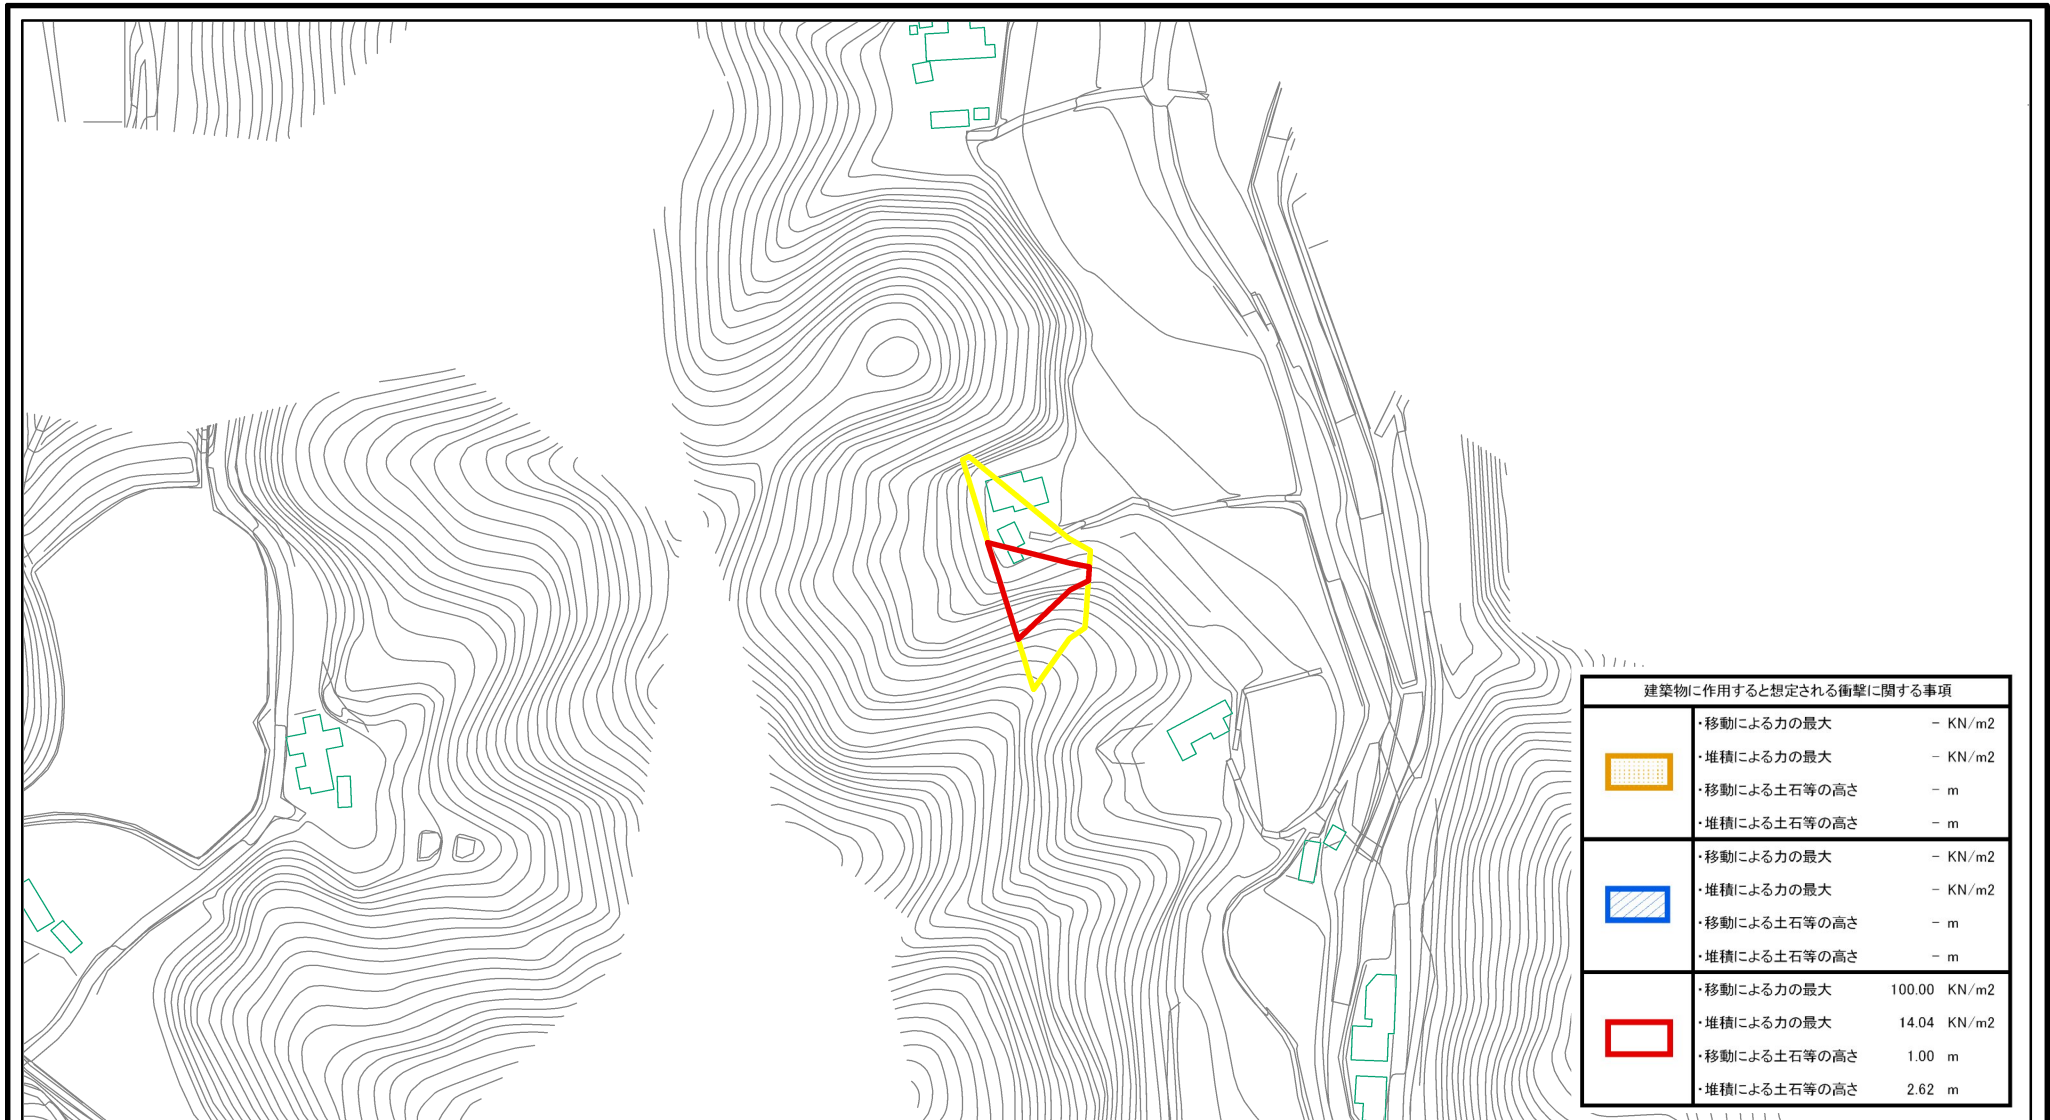 建築物に作用すると想定される衝撃に関する事項
・移動による力の最大 - KN/m2
・堆積による力の最大 - KN/m2
・移動による土石等の高さ - m
・堆積による土石等の高さ - m
・移動による力の最大 - KN/m2
・堆積による力の最大 - KN/m2
・移動による土石等の高さ - m
・堆積による土石等の高さ - m
・移動による力の最大 100.00 KN/m2
・堆積による力の最大 14.04 KN/m2
・移動による土石等の高さ 1.00 m
・堆積による土石等の高さ 2.62 m